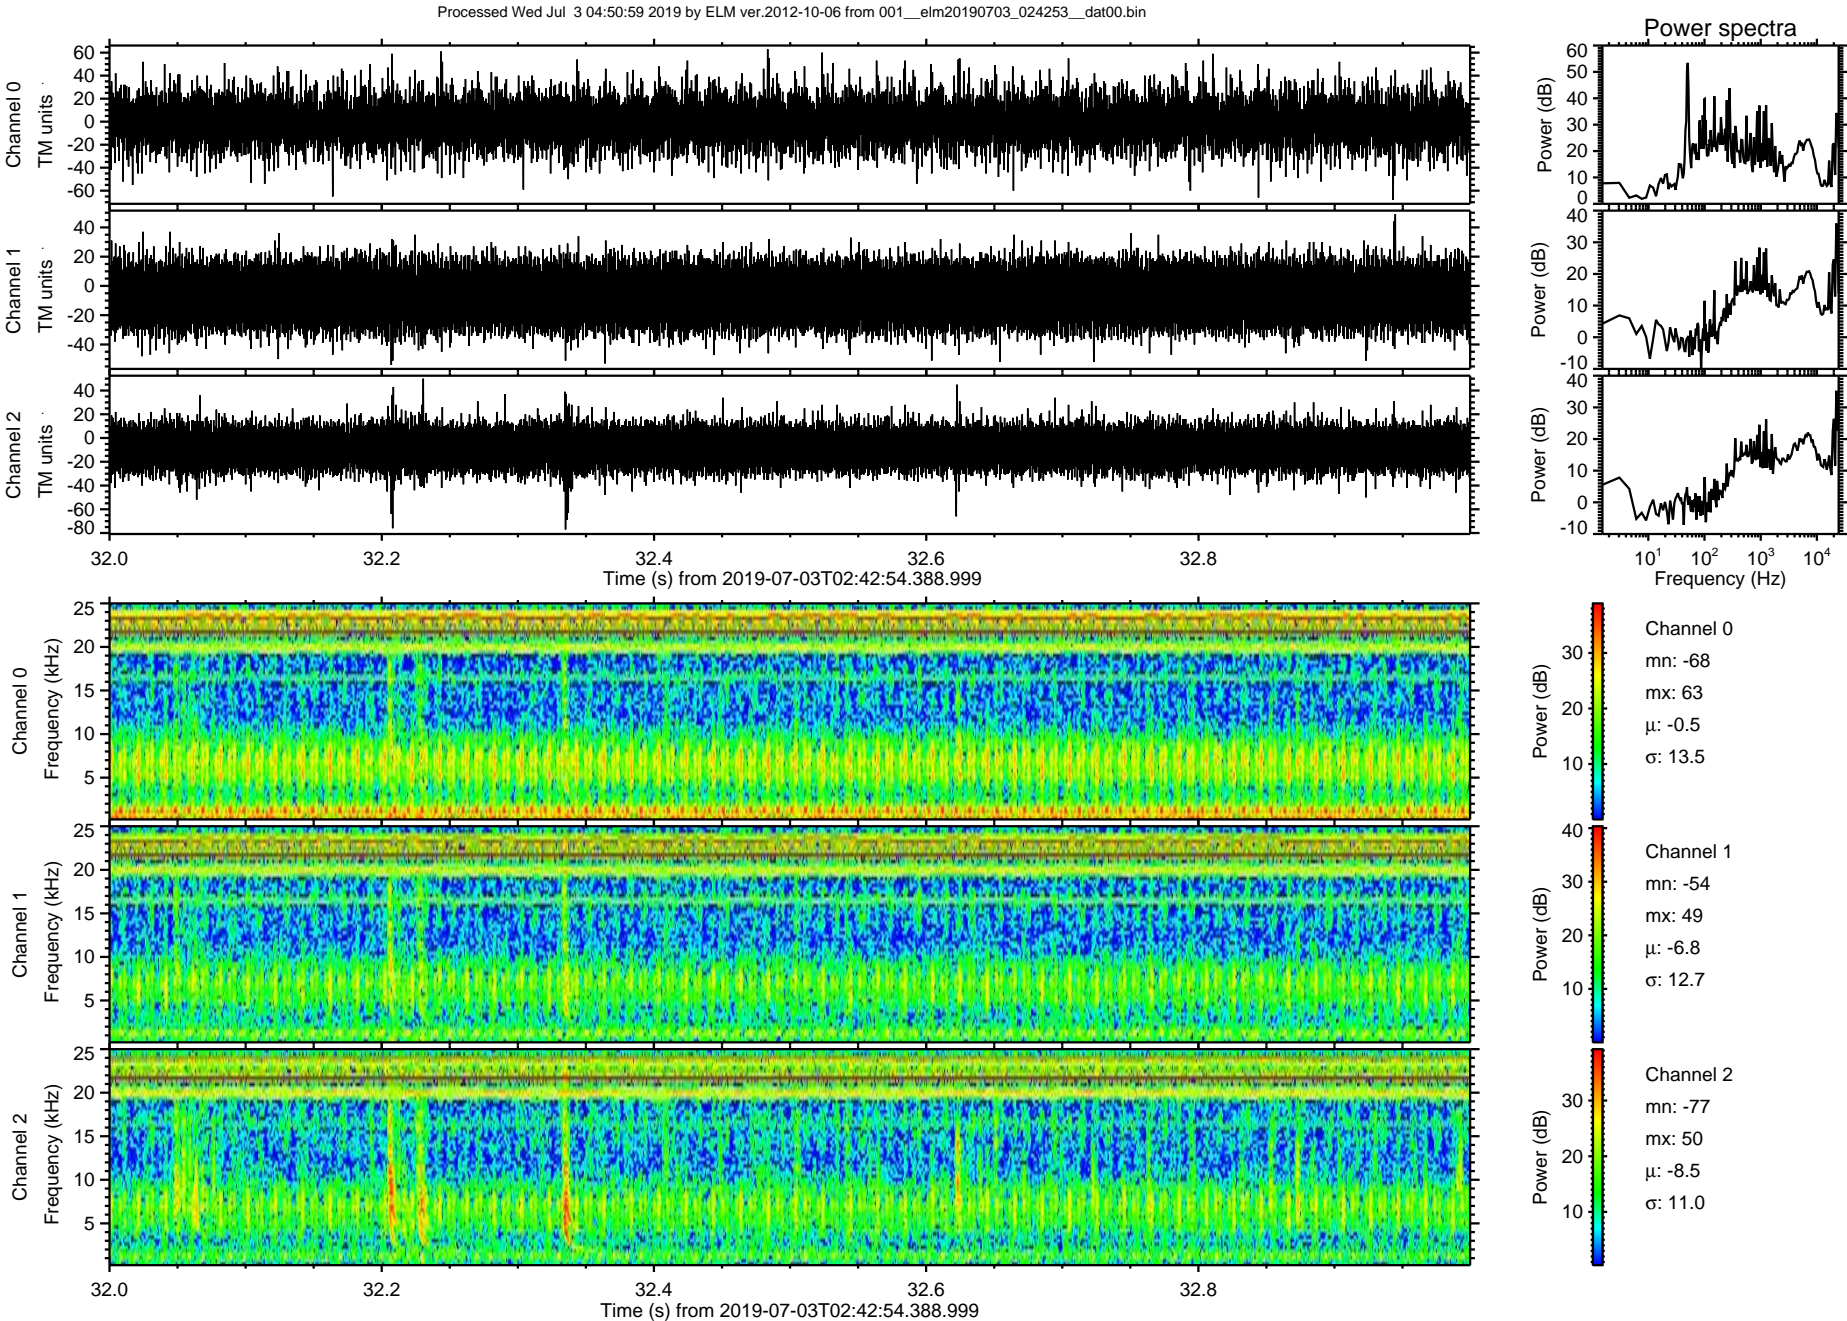 Processed Wed Jul  3 04:50:59 2019 by ELM ver.2012-10-06 from 001__elm20190703_024253__dat00.bin
Power spectra
Channel 0
TM units
60
40
20
0
-20
-40
-60
Power (dB)
60
50
40
30
20
10
0
Channel 1
TM units
40
20
0
-20
-40
Power (dB)
40
30
20
10
0
-10
Channel 2
TM units
40
20
0
-20
-40
-60
-80
Power (dB)
40
30
20
10
0
-10
32.0 32.2 32.4 32.6 32.8
Time (s) from 2019-07-03T02:42:54.388.999
10¹ 10² 10³ 10⁴
Frequency (Hz)
Channel 0
Frequency (kHz)
25
20
15
10
5
Power (dB)
30
20
10
Channel 0
mn: -68
mx: 63
μ: -0.5
σ: 13.5
Channel 1
Frequency (kHz)
25
20
15
10
5
Power (dB)
40
30
20
10
Channel 1
mn: -54
mx: 49
μ: -6.8
σ: 12.7
Channel 2
Frequency (kHz)
25
20
15
10
5
Power (dB)
30
20
10
Channel 2
mn: -77
mx: 50
μ: -8.5
σ: 11.0
32.0 32.2 32.4 32.6 32.8
Time (s) from 2019-07-03T02:42:54.388.999